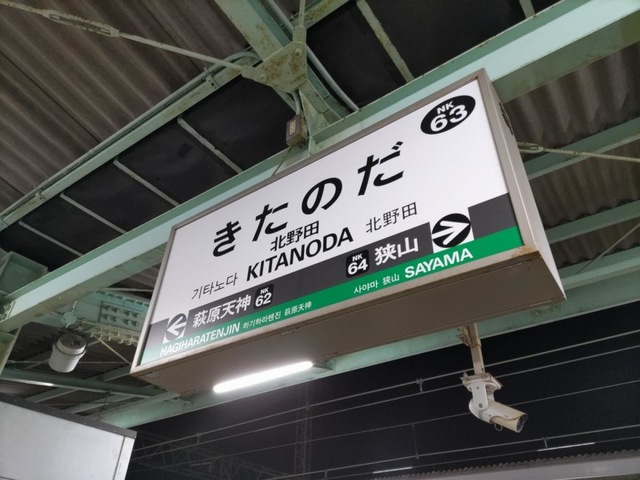 NK
63
きたのだ
北野田
기타노다 KITANODA 北野田
萩原天神 NK 62
NK 64 狭山
HAGIHARATENJIN 하기하라텐진 萩原天神
사야마 狭山 SAYAMA